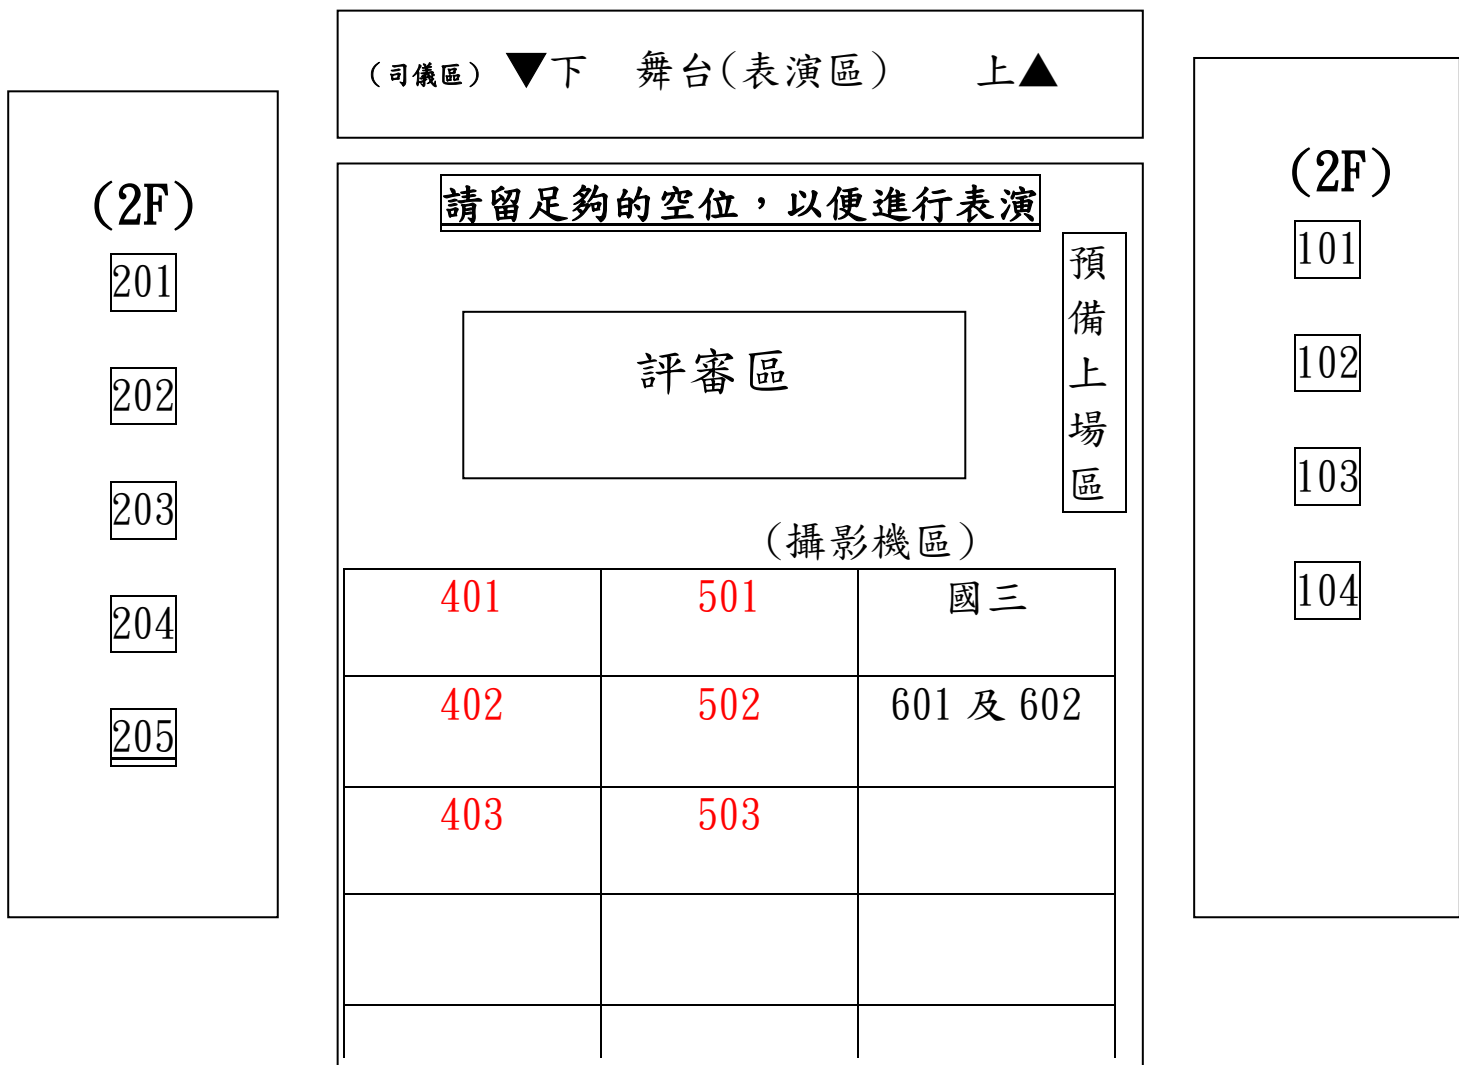 (司儀區) ▼下 舞台(表演區) 上▲
(2F)
201
202
203
204
205
請留足夠的空位，以便進行表演
評審區
預備上場區
(攝影機區)
401 501 國三
402 502 601 及 602
403 503
(2F)
101
102
103
104